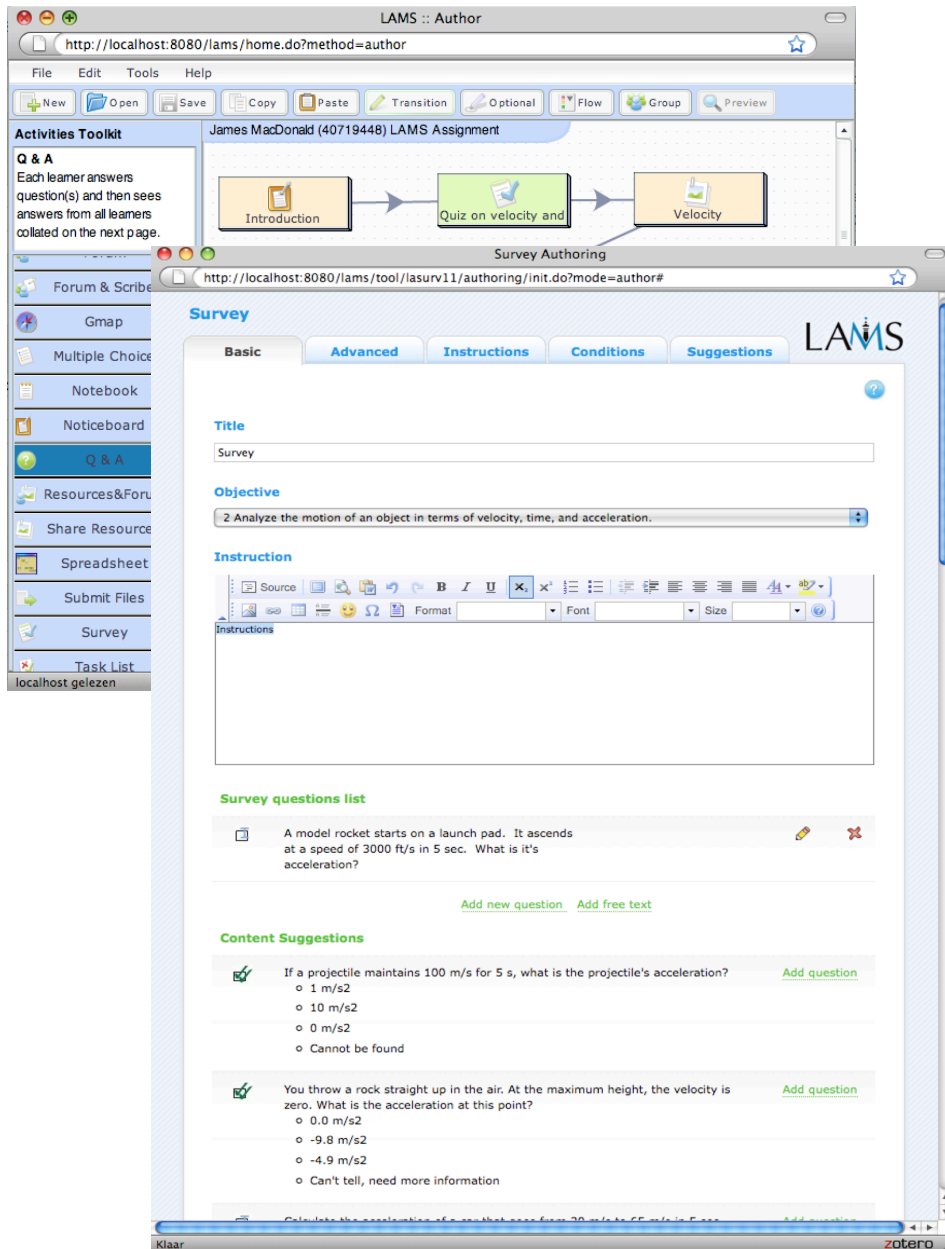 LAMS :: Author
http://localhost:8080/lams/home.do?method=author
File Edit Tools Help
New Open Save Copy Paste Transition Optional Flow Group Preview
Activities Toolkit
James MacDonald (40719448) LAMS Assignment
Q & A
Each learner answers
question(s) and then sees
answers from all learners
collated on the next page.
Introduction
Quiz on velocity and
Velocity
Forum & Scribe
Gmap
Multiple Choice
Notebook
Noticeboard
Q & A
Resources&Foru
Share Resource
Spreadsheet
Submit Files
Survey
Task List
localhost gelezen
Survey Authoring
http://localhost:8080/lams/tool/lasurv11/authoring/init.do?mode=author#
Survey
LAMS
Basic Advanced Instructions Conditions Suggestions
Title
Survey
Objective
2 Analyze the motion of an object in terms of velocity, time, and acceleration.
Instruction
Source B I U Format Font Size
Instructions
Survey questions list
A model rocket starts on a launch pad. It ascends
at a speed of 3000 ft/s in 5 sec. What is it's
acceleration?
Add new question Add free text
Content Suggestions
If a projectile maintains 100 m/s for 5 s, what is the projectile's acceleration? Add question
1 m/s2
10 m/s2
0 m/s2
Cannot be found
You throw a rock straight up in the air. At the maximum height, the velocity is Add question
zero. What is the acceleration at this point?
0.0 m/s2
-9.8 m/s2
-4.9 m/s2
Can't tell, need more information
Klaar
zotero